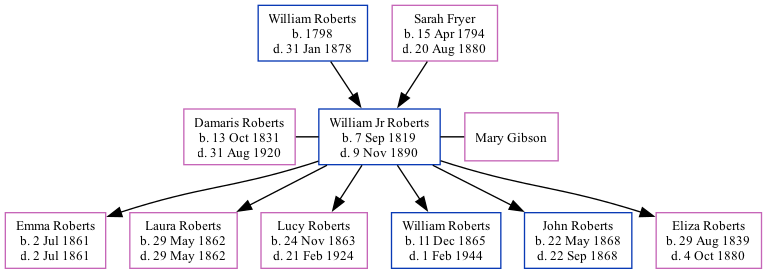 William Roberts
b. 1798
d. 31 Jan 1878
Sarah Fryer
b. 15 Apr 1794
d. 20 Aug 1880
Damaris Roberts
b. 13 Oct 1831
d. 31 Aug 1920
William Jr Roberts
b. 7 Sep 1819
d. 9 Nov 1890
Mary Gibson
Emma Roberts
b. 2 Jul 1861
d. 2 Jul 1861
Laura Roberts
b. 29 May 1862
d. 29 May 1862
Lucy Roberts
b. 24 Nov 1863
d. 21 Feb 1924
William Roberts
b. 11 Dec 1865
d. 1 Feb 1944
John Roberts
b. 22 May 1868
d. 22 Sep 1868
Eliza Roberts
b. 29 Aug 1839
d. 4 Oct 1880